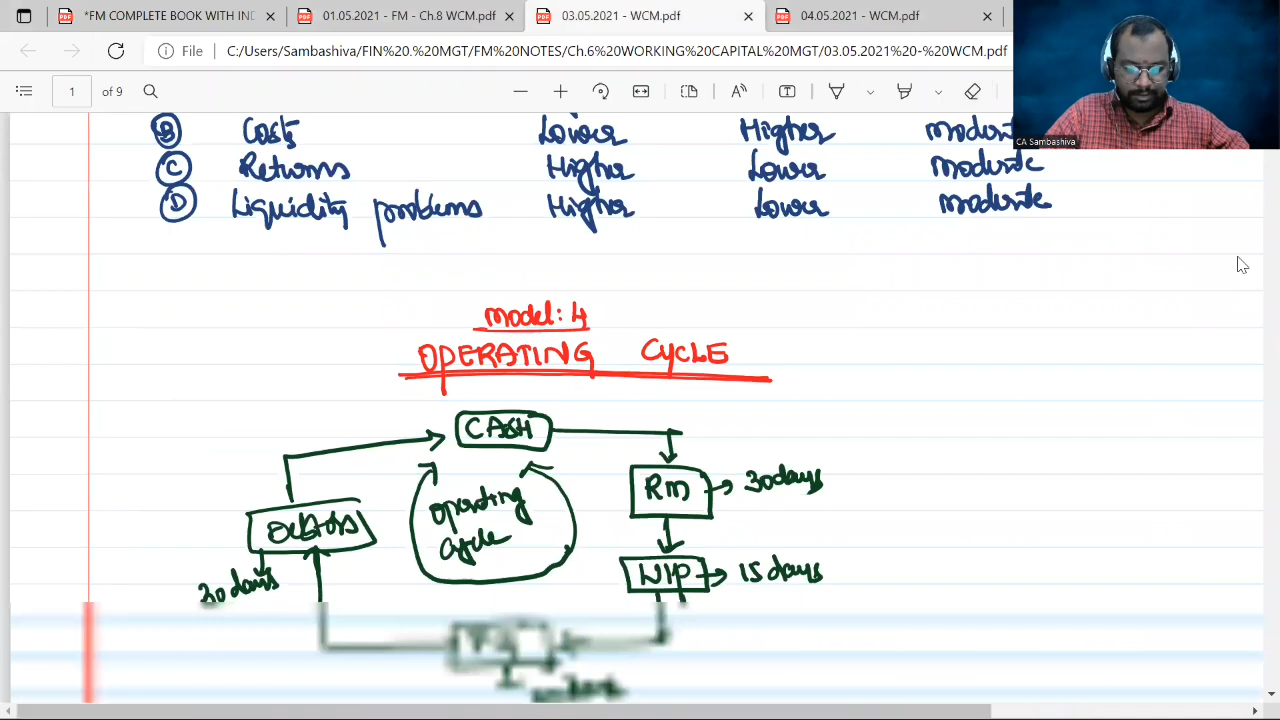 *FM COMPLETE BOOK WITH IND
01.05.2021 - FM - Ch.8 WCM.pdf
03.05.2021 - WCM.pdf
04.05.2021 - WCM.pdf
File
C:/Users/Sambashiva/FIN%20.%20MGT/FM%20NOTES/Ch.6%20WORKING%20CAPITAL%20MGT/03.05.2021%20-%20WCM.pdf
1 of 9
CA Sambashiva
B Costs Lower Higher moderate
C Returns Higher Lower moderate
D Liquidity problems Higher Lower moderate
Model: 4
OPERATING CYCLE
CASH
RM → 30days
operating
cycle
Debtors
30 days
WIP → 15 days